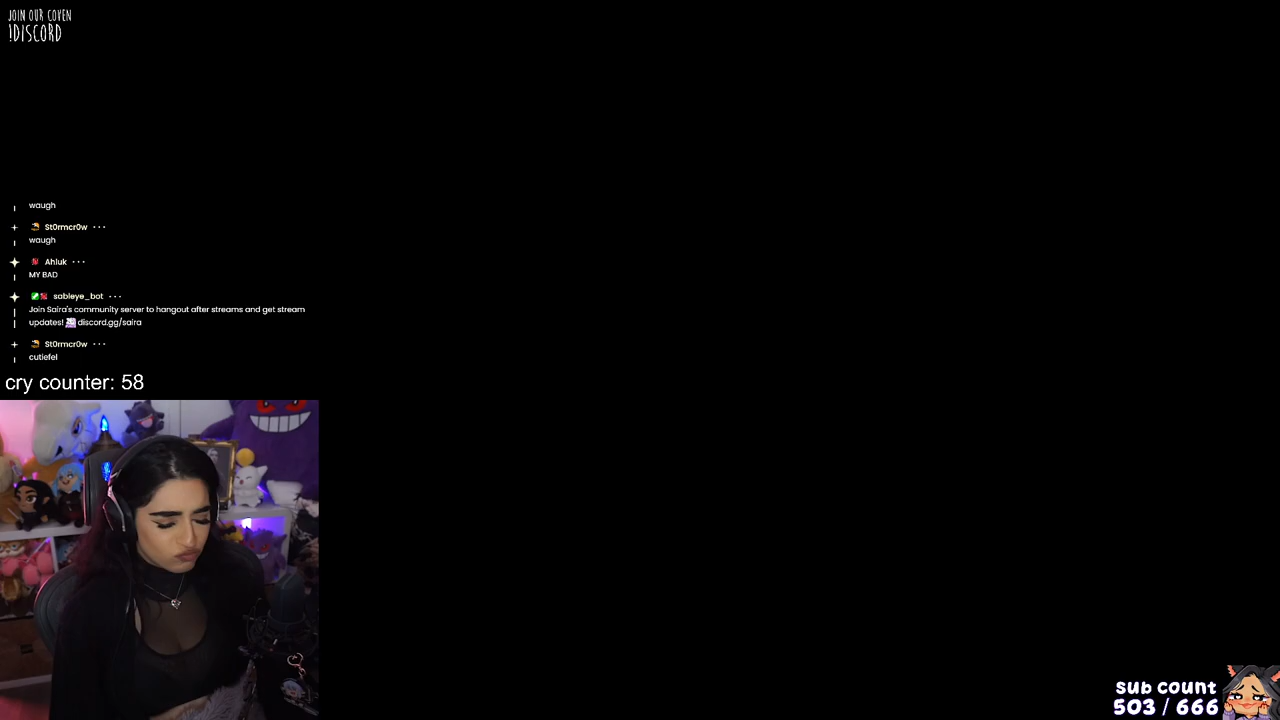 JOIN OUR COVEN
!DISCORD
waugh
St0rmcr0w
waugh
Ahluk
MY BAD
sableye_bot
Join Saira's community server to hangout after streams and get stream
updates! discord.gg/saira
St0rmcr0w
cutiefel
cry counter: 58
sub count
503 / 666